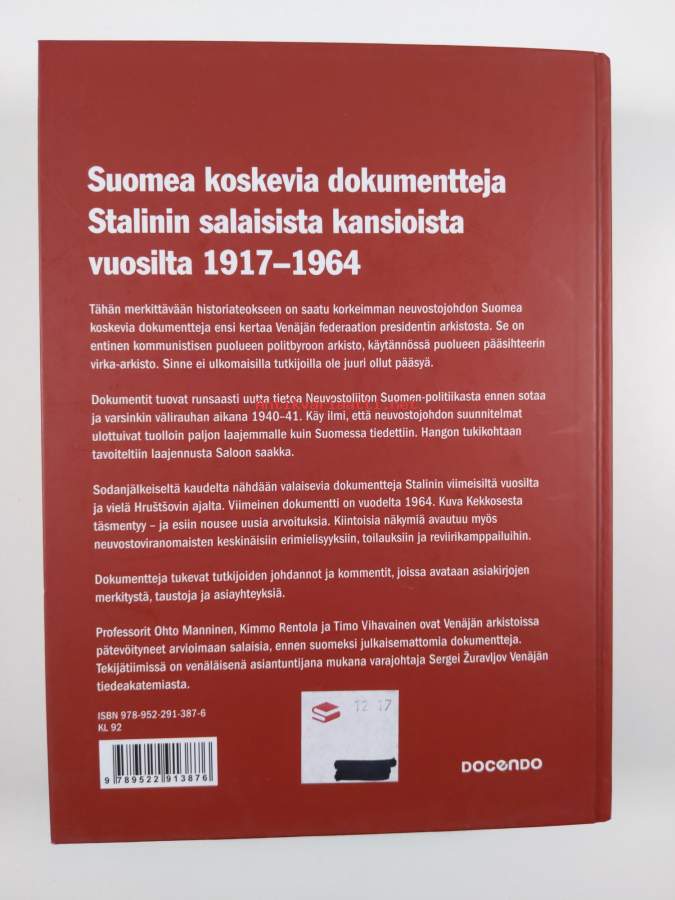 Suomea koskevia dokumentteja
Stalinin salaisista kansioista
vuosilta 1917–1964
Tähän merkittävään historiateokseen on saatu korkeimman neuvostojohdon Suomea
koskevia dokumentteja ensi kertaa Venäjän federaation presidentin arkistosta. Se on
entinen kommunistisen puolueen politbyroon arkisto, käytännössä puolueen pääsihteerin
virka-arkisto. Sinne ei ulkomaisilla tutkijoilla ole juuri ollut pääsyä.
Dokumentit tuovat runsaasti uutta tietoa Neuvostoliiton Suomen-politiikasta ennen sotaa
antikvariaatti.net
ja varsinkin välirauhan aikana 1940–41. Käy ilmi, että neuvostojohdon suunnitelmat
ulottuivat tuolloin paljon laajemmalle kuin Suomessa tiedettiin. Hangon tukikohtaan
tavoiteltiin laajennusta Saloon saakka.
Sodanjälkeiseltä kaudelta nähdään valaisevia dokumentteja Stalinin viimeisiltä vuosilta
ja vielä Hruštšovin ajalta. Viimeinen dokumentti on vuodelta 1964. Kuva Kekkosesta
täsmentyy – ja esiin nousee uusia arvoituksia. Kiintoisia näkymiä avautuu myös
neuvostoviranomaisten keskinäisiin erimielisyyksiin, toilauksiin ja reviirikamppailuihin.
Dokumentteja tukevat tutkijoiden johdannot ja kommentit, joissa avataan asiakirjojen
merkitystä, taustoja ja asiayhteyksiä.
Professorit Ohto Manninen, Kimmo Rentola ja Timo Vihavainen ovat Venäjän arkistoissa
pätevöityneet arvioimaan salaisia, ennen suomeksi julkaisemattomia dokumentteja.
Tekijätiimissä on venäläisenä asiantuntijana mukana varajohtaja Sergei Žuravljov Venäjän
tiedeakatemiasta.
ISBN 978-952-291-387-6
KL 92
9 789522 913876
12 17
DOCENDO